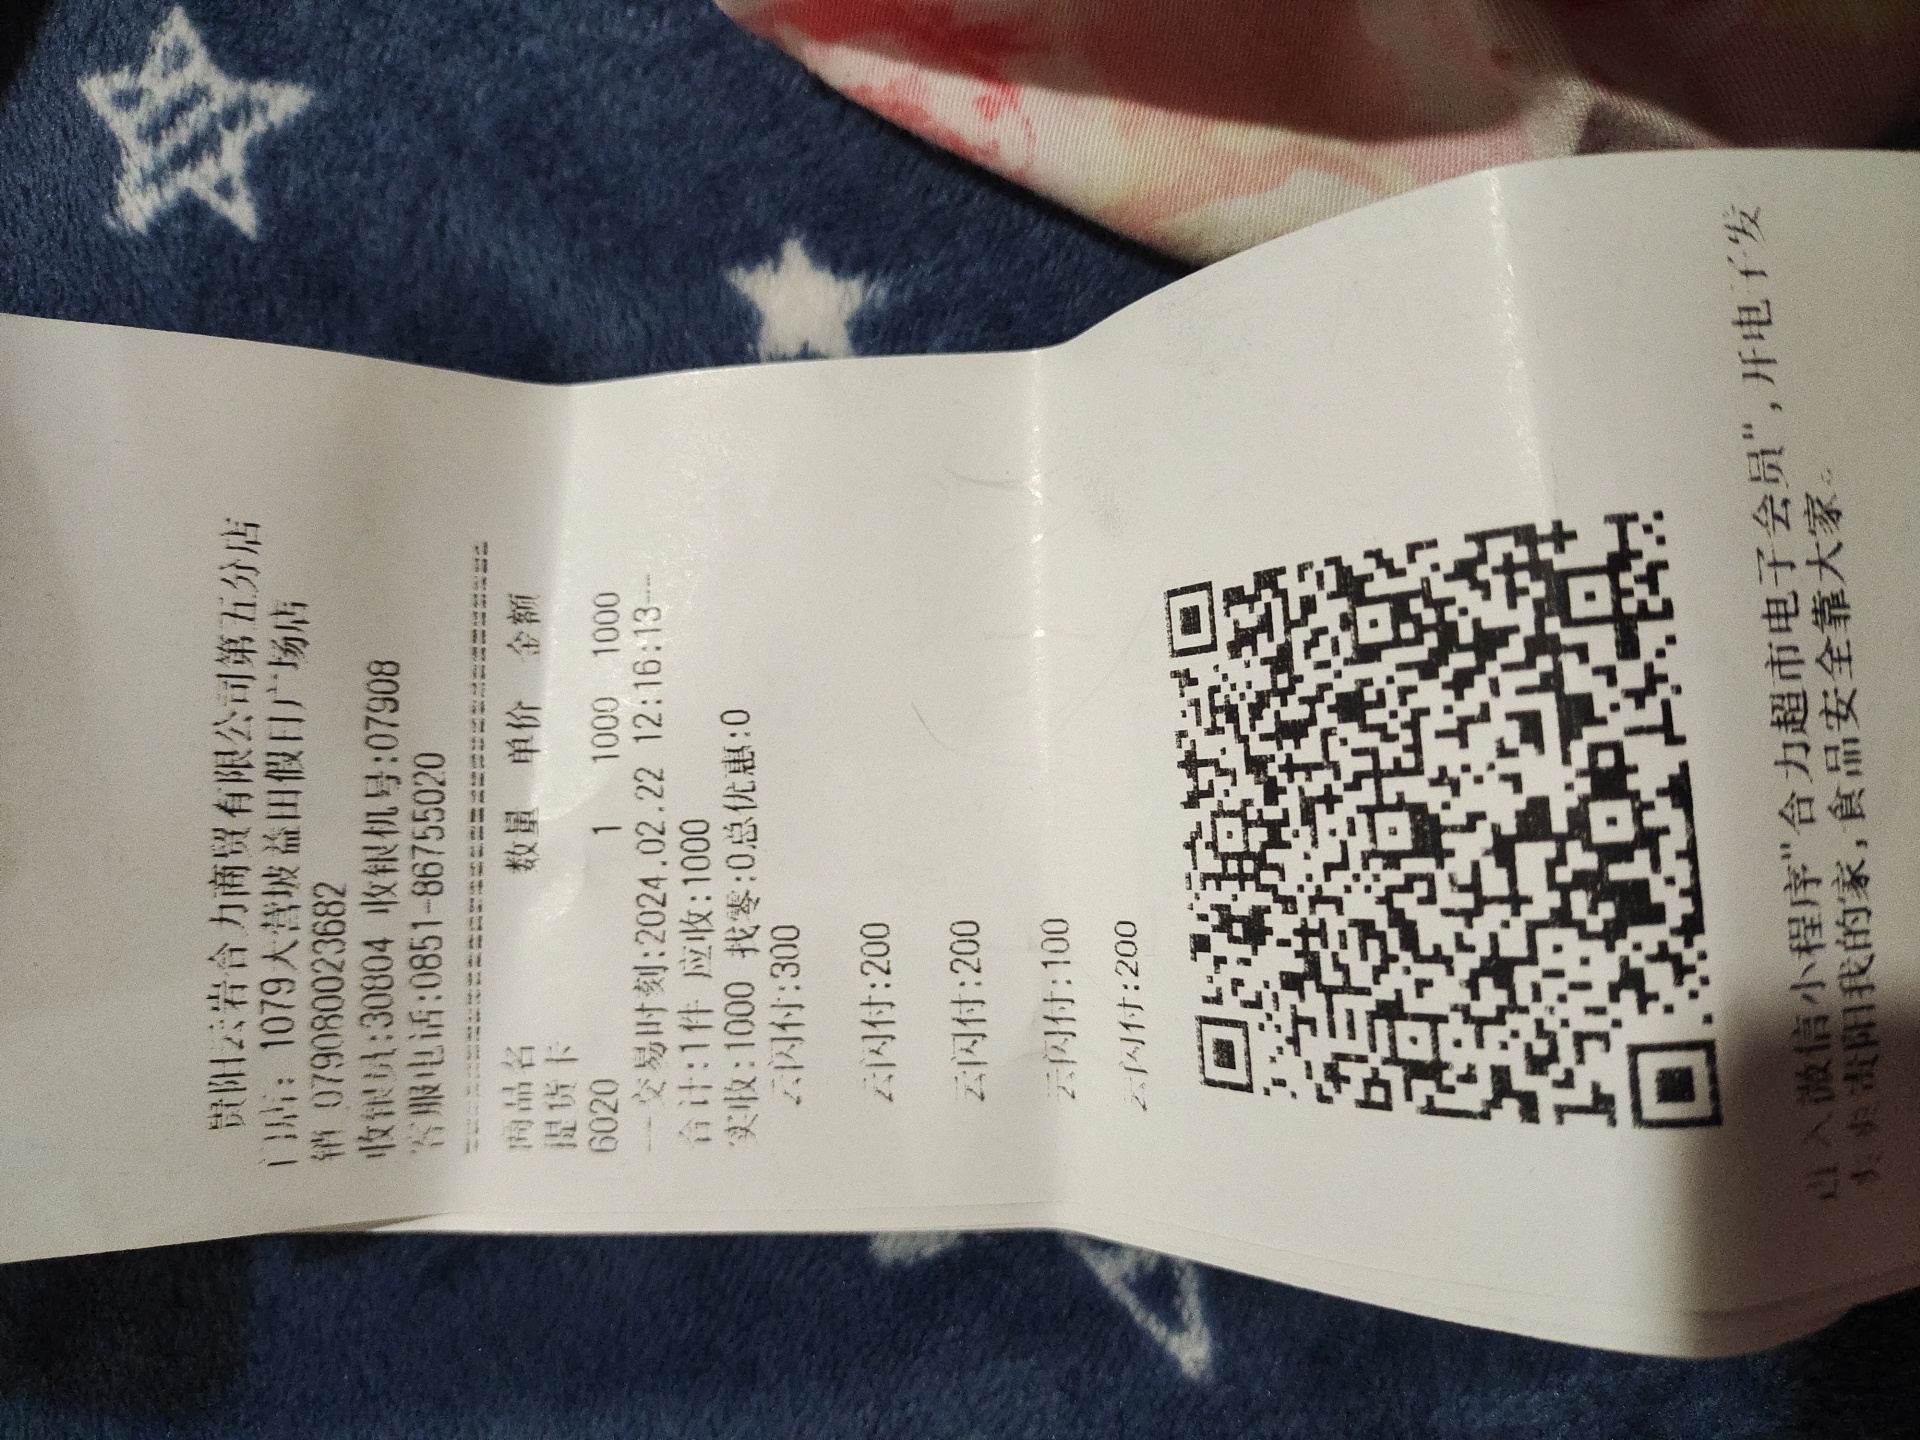 贵阳云岩合力商贸有限公司第五分店
门店: 1079大营坡益田假日广场店
销 0790800236​82
收银员:30804 收银机号:07908
客服电话:0851-86755020
商品名 数量 单价 金额
提货卡
6020 1 1000 1000
---交易时刻:2024.02.22 12:16:13---
合计:1件 应收:1000
实收:1000 找零:0总优惠:0
云闪付:300
云闪付:200
云闪付:200
云闪付:100
云闪付:200
进入微信小程序"合力超市电子会员",开电子发
贵阳我的家,食品安全靠大家。